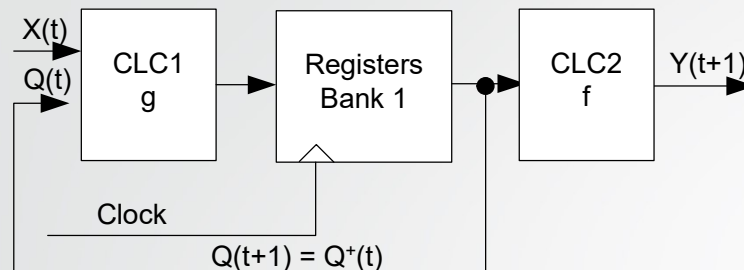 X(t)
Q(t)
CLC1
g
Registers
Bank 1
CLC2
f
Y(t+1)
Clock
Q(t+1) = Q⁺(t)